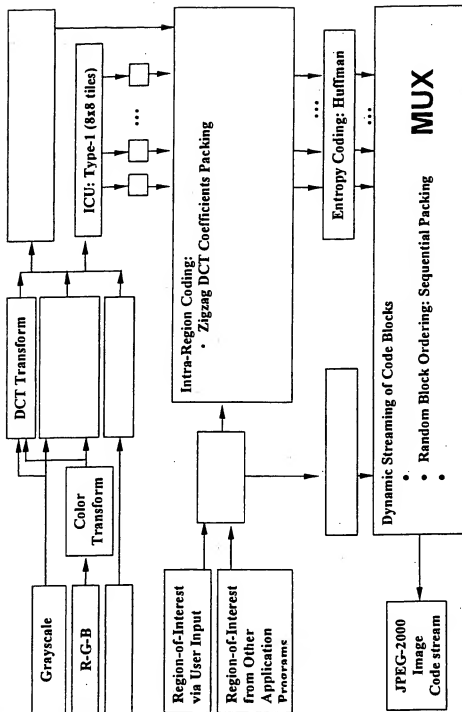 Grayscale
R-G-B
Color
Transform
DCT Transform
ICU: Type-1 (8x8 tiles)
...
Region-of-Interest
via User Input
Region-of-Interest
from Other
Application
Programs
Intra-Region Coding:
• Zigzag DCT Coefficients Packing
...
Entropy Coding: Huffman
...
Dynamic Streaming of Code Blocks
•
• Random Block Ordering: Sequential Packing
•
MUX
JPEG-2000
Image
Code stream